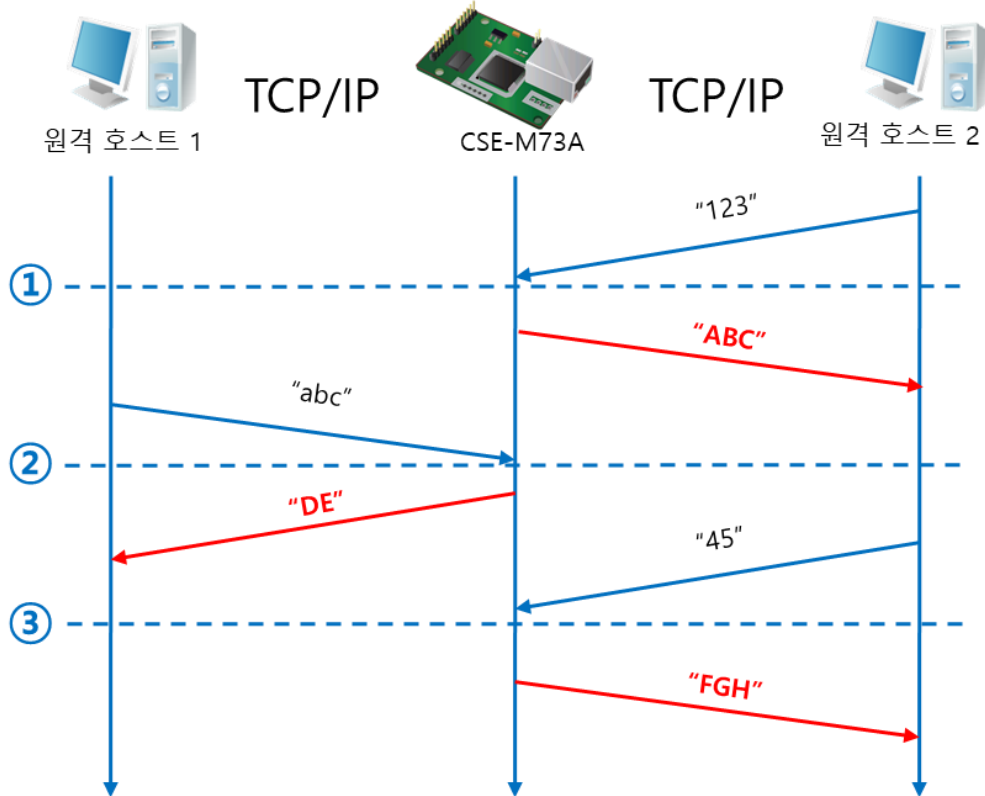 TCP/IP
TCP/IP
원격 호스트 1
CSE-M73A
원격 호스트 2
"123"
①
"ABC"
"abc"
②
"DE"
"45"
③
"FGH"